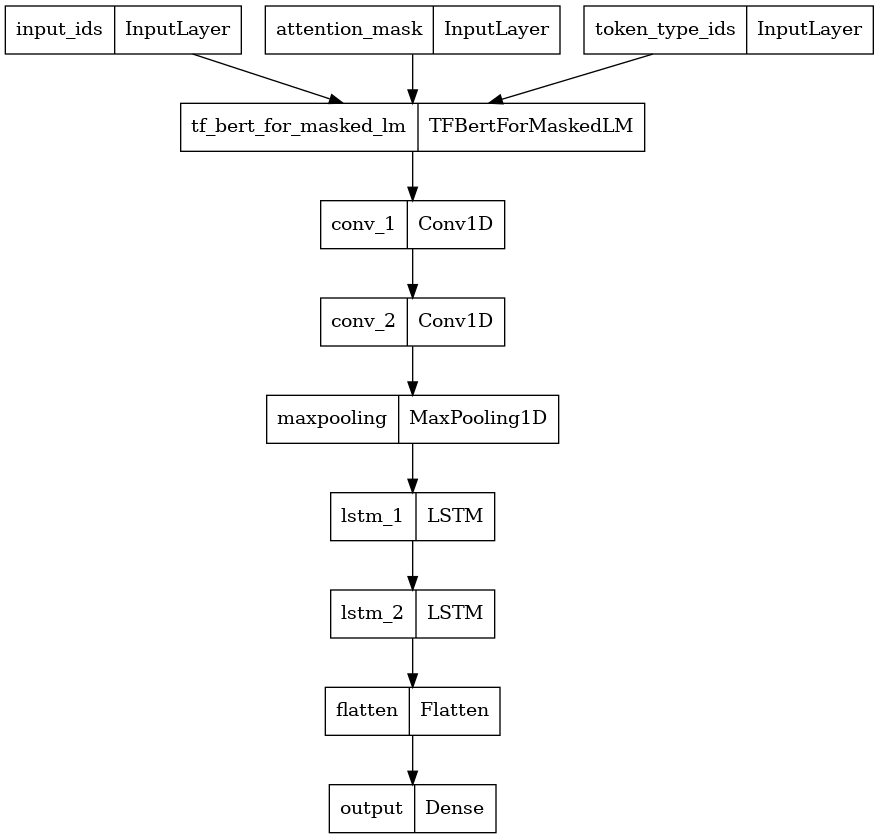 input_ids InputLayer attention_mask InputLayer token_type_ids InputLayer
tf_bert_for_masked_lm TFBertForMaskedLM
conv_1 Conv1D
conv_2 Conv1D
maxpooling MaxPooling1D
lstm_1 LSTM
lstm_2 LSTM
flatten Flatten
output Dense